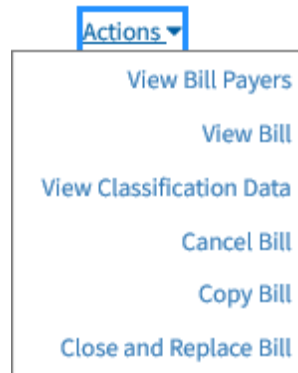 Actions
View Bill Payers
View Bill
View Classification Data
Cancel Bill
Copy Bill
Close and Replace Bill